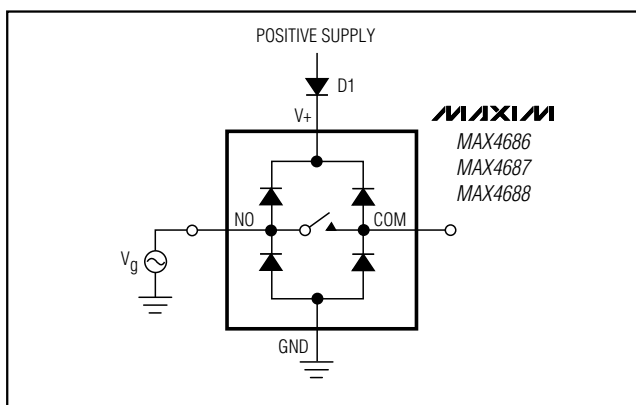 POSITIVE SUPPLY
D1
V+
MAXIM
MAX4686
MAX4687
MAX4688
NO
COM
Vg
GND